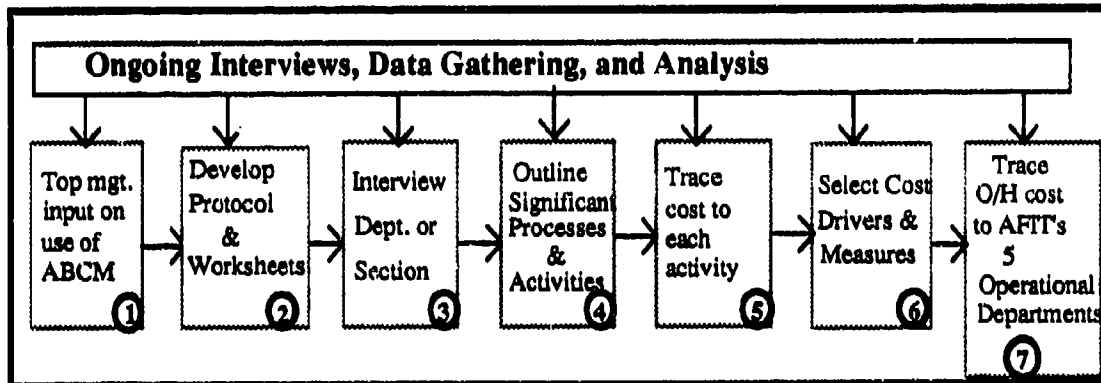 Ongoing Interviews, Data Gathering, and Analysis
Top mgt.
input on
use of
ABCM
1
Develop
Protocol
&
Worksheets
2
Interview
Dept. or
Section
3
Outline
Significant
Processes
&
Activities
4
Trace
cost to
each
activity
5
Select Cost
Drivers &
Measures
6
Trace
O/H cost
to AFIT's
5
Operational
Departments
7